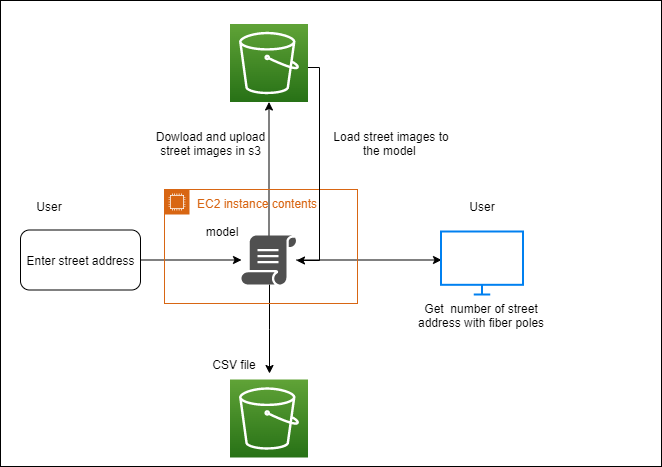 Dowload and upload
street images in s3
Load street images to
the model
User
EC2 instance contents
User
model
Enter street address
Get  number of street
address with fiber poles
CSV file